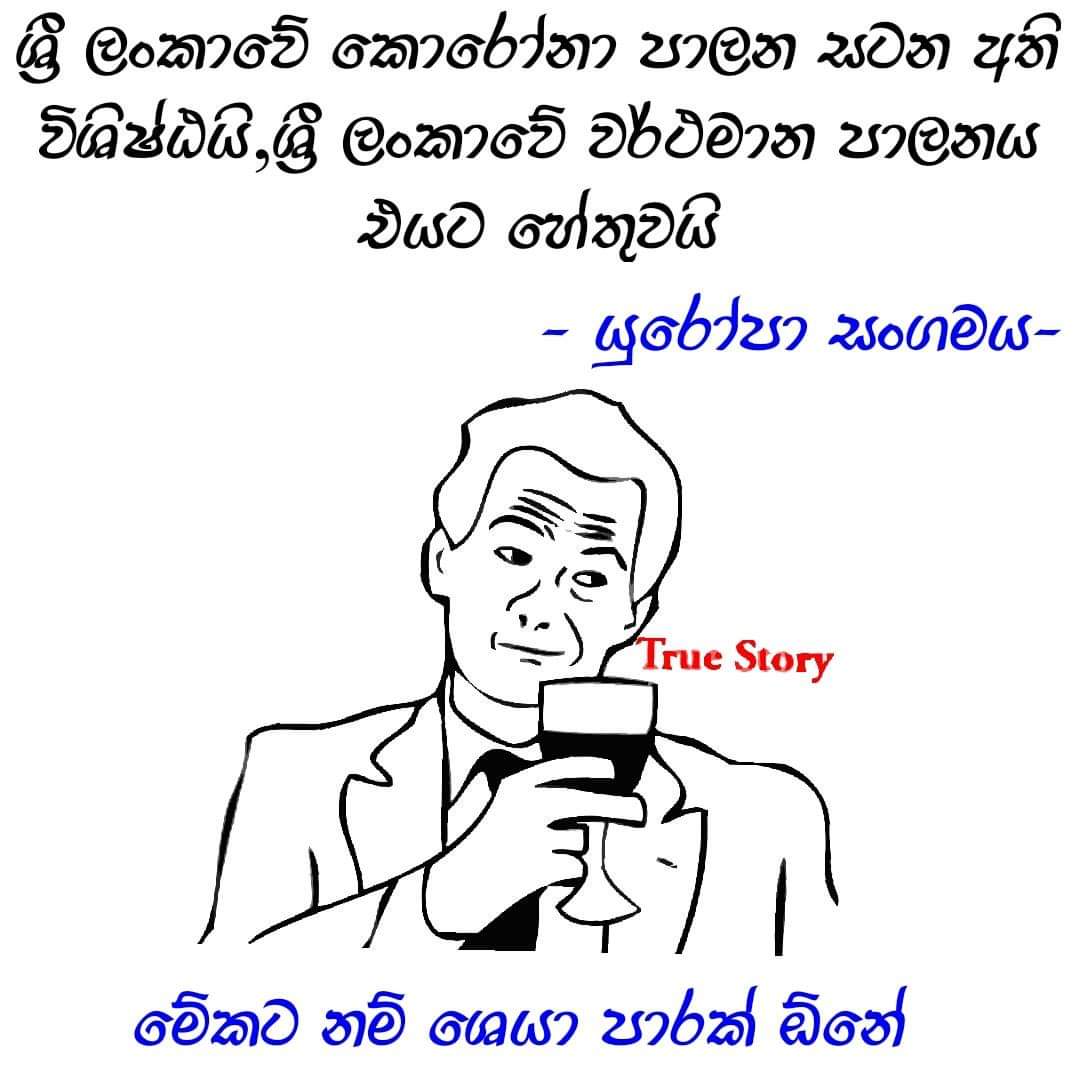 ශ්‍රී ලංකාවේ කොරෝනා පාලන සටන අති
විශිෂ්ඨයි,ශ්‍රී ලංකාවේ වර්ථමාන පාලනය
එයට හේතුවයි
- යුරෝපා සංගමය-
True Story
මේකට නම් ශෙයා පාරක් ඕනේ